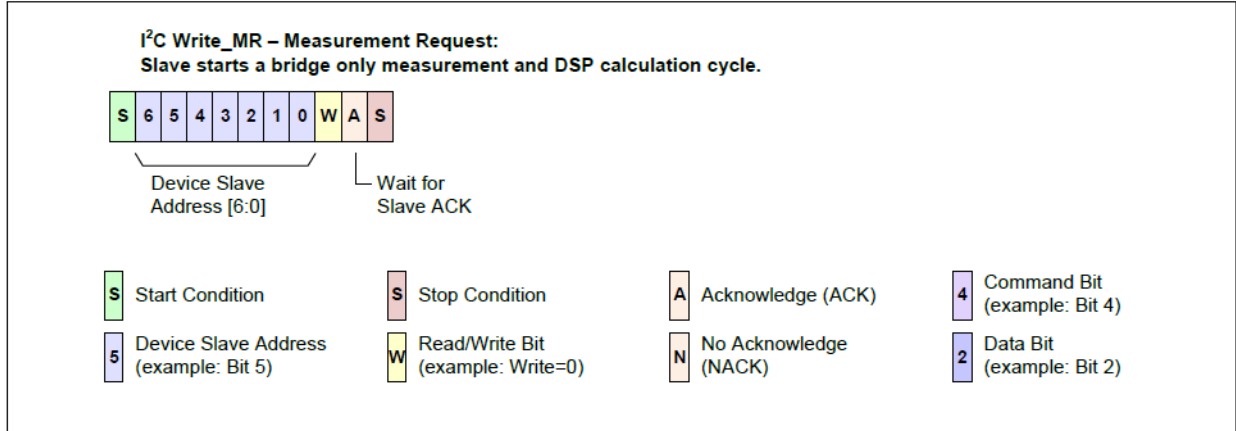 I²C Write_MR – Measurement Request:
Slave starts a bridge only measurement and DSP calculation cycle.
S 6 5 4 3 2 1 0 W A S
Device Slave
Address [6:0]
Wait for
Slave ACK
S Start Condition
S Stop Condition
A Acknowledge (ACK)
4 Command Bit
(example: Bit 4)
5 Device Slave Address
(example: Bit 5)
W Read/Write Bit
(example: Write=0)
N No Acknowledge
(NACK)
2 Data Bit
(example: Bit 2)